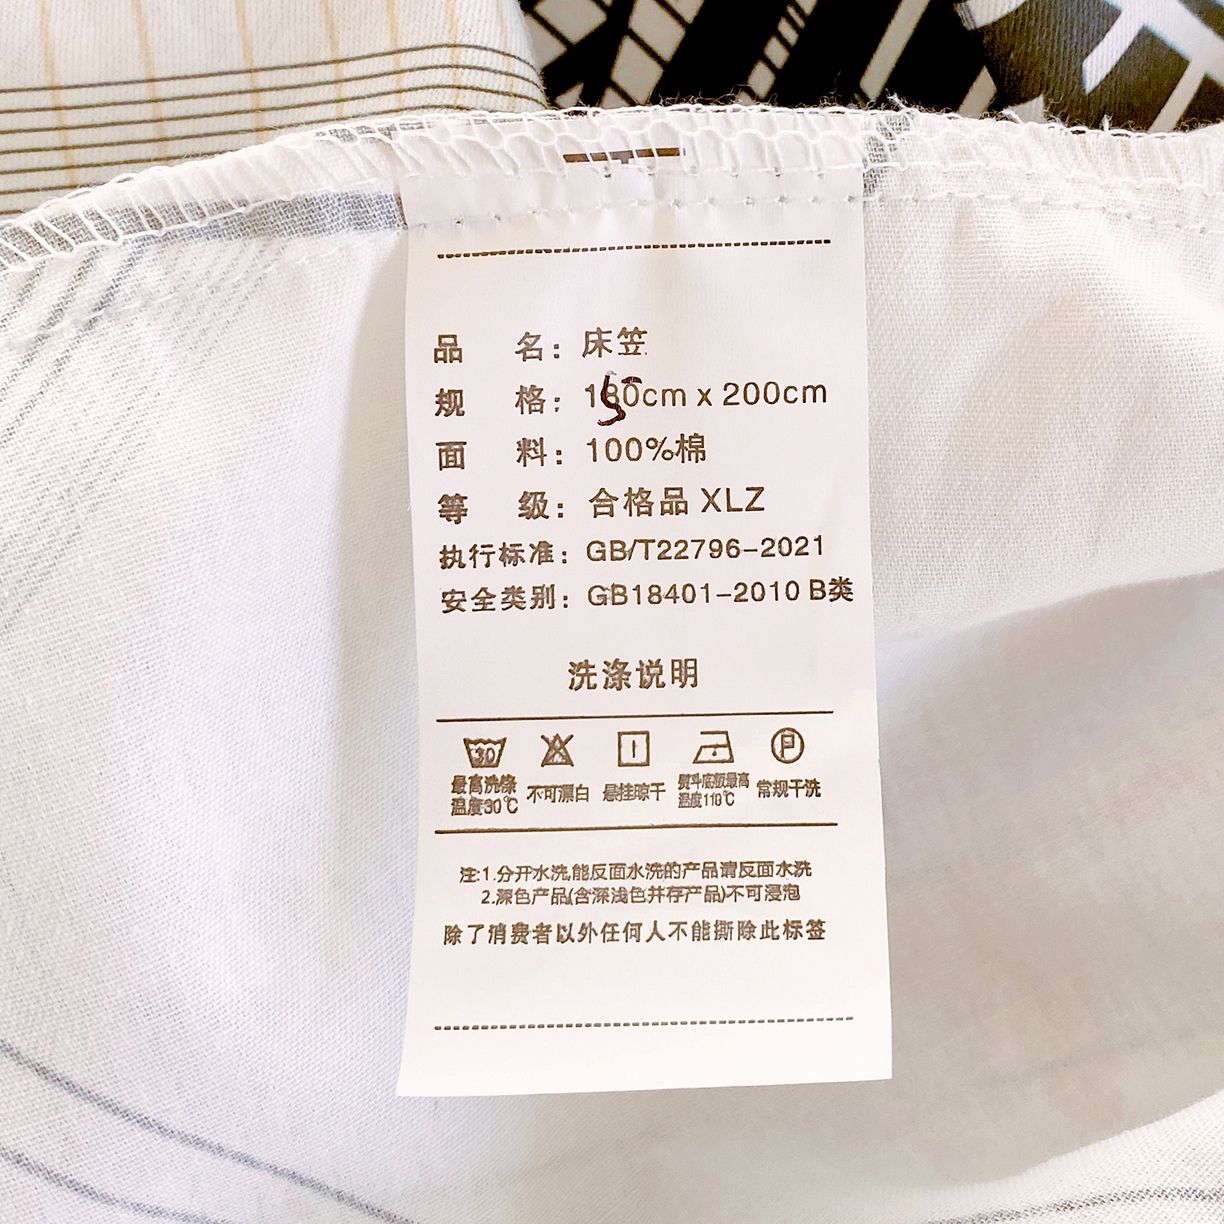 品 名：床笠
规 格：150cm x 200cm
面 料：100%棉
等 级：合格品 XLZ
执行标准：GB/T22796-2021
安全类别：GB18401-2010 B类
洗涤说明
30
P
最高洗涤 不可漂白 悬挂晾干 熨斗底板最高 常规干洗
温度30℃ 温度110℃
注:1.分开水洗,能反面水洗的产品请反面水洗
2.深色产品(含深浅色并存产品)不可浸泡
除了消费者以外任何人不能撕除此标签